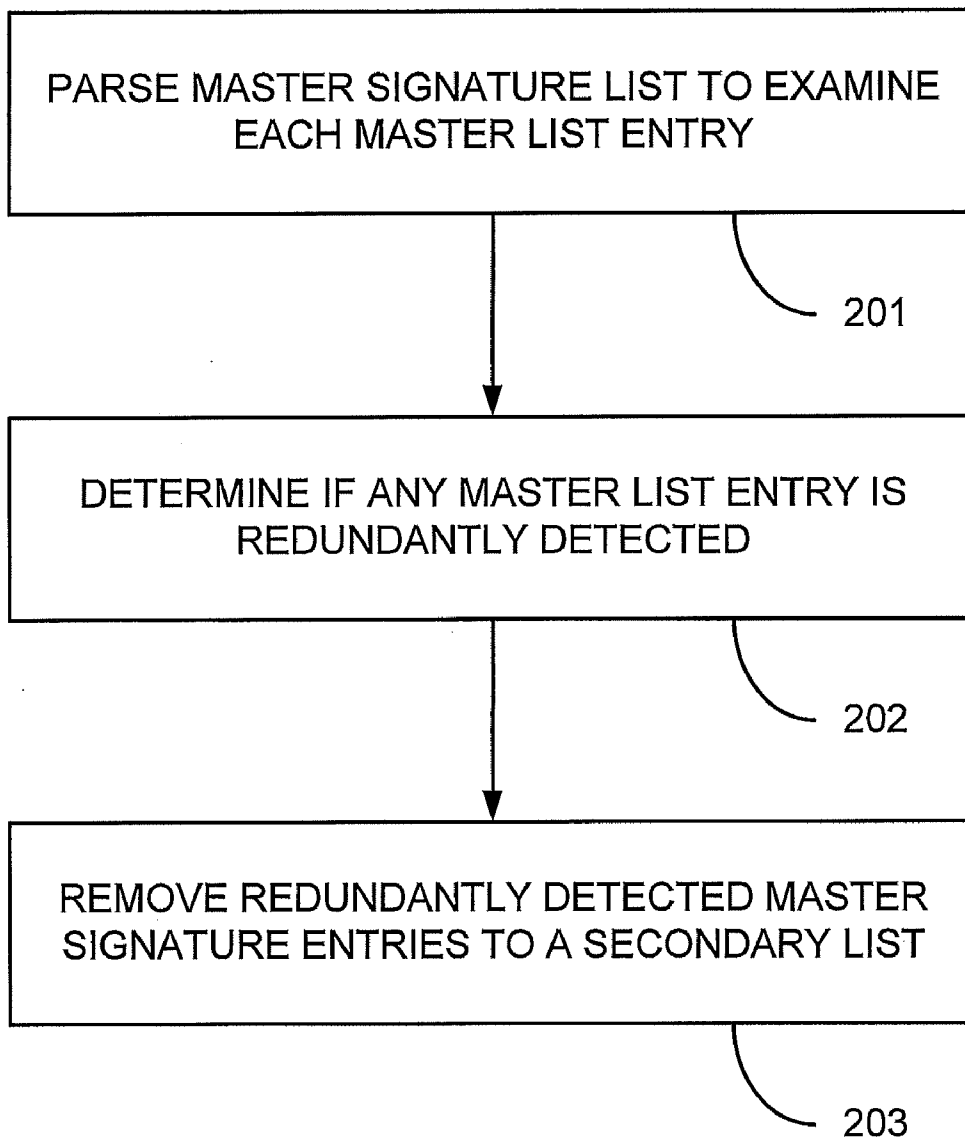 PARSE MASTER SIGNATURE LIST TO EXAMINE
EACH MASTER LIST ENTRY
201
DETERMINE IF ANY MASTER LIST ENTRY IS
REDUNDANTLY DETECTED
202
REMOVE REDUNDANTLY DETECTED MASTER
SIGNATURE ENTRIES TO A SECONDARY LIST
203